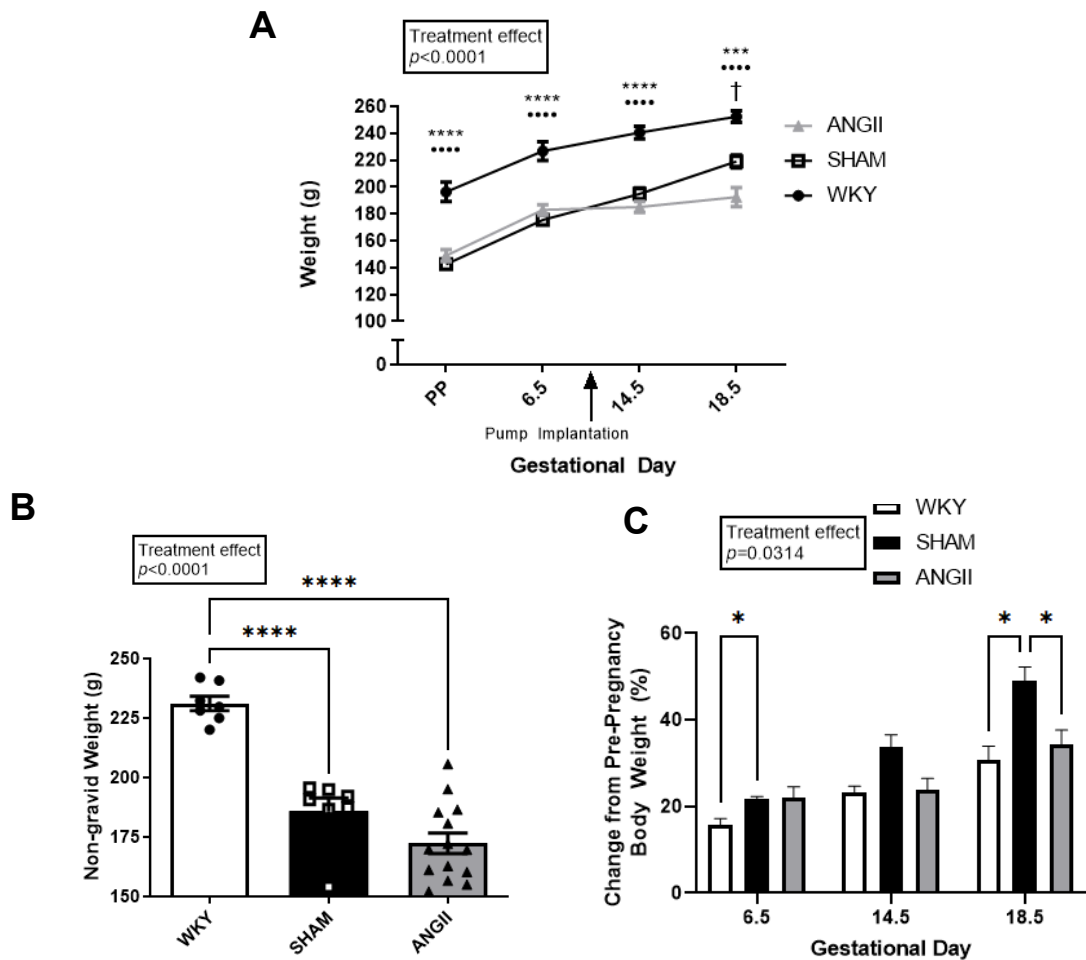 A
Treatment effect
p<0.0001
***
••••
†
****
••••
****
••••
****
••••
260
240
220
200
180
160
140
120
100
0
Weight (g)
ANGII
SHAM
WKY
PP
6.5
14.5
18.5
Pump Implantation
Gestational Day
B
Treatment effect
p<0.0001
****
****
250
225
200
175
150
Non-gravid Weight (g)
WKY
SHAM
ANGII
C
Treatment effect
p=0.0314
WKY
SHAM
ANGII
*
*
*
60
40
20
0
Change from Pre-Pregnancy
Body Weight (%)
6.5
14.5
18.5
Gestational Day